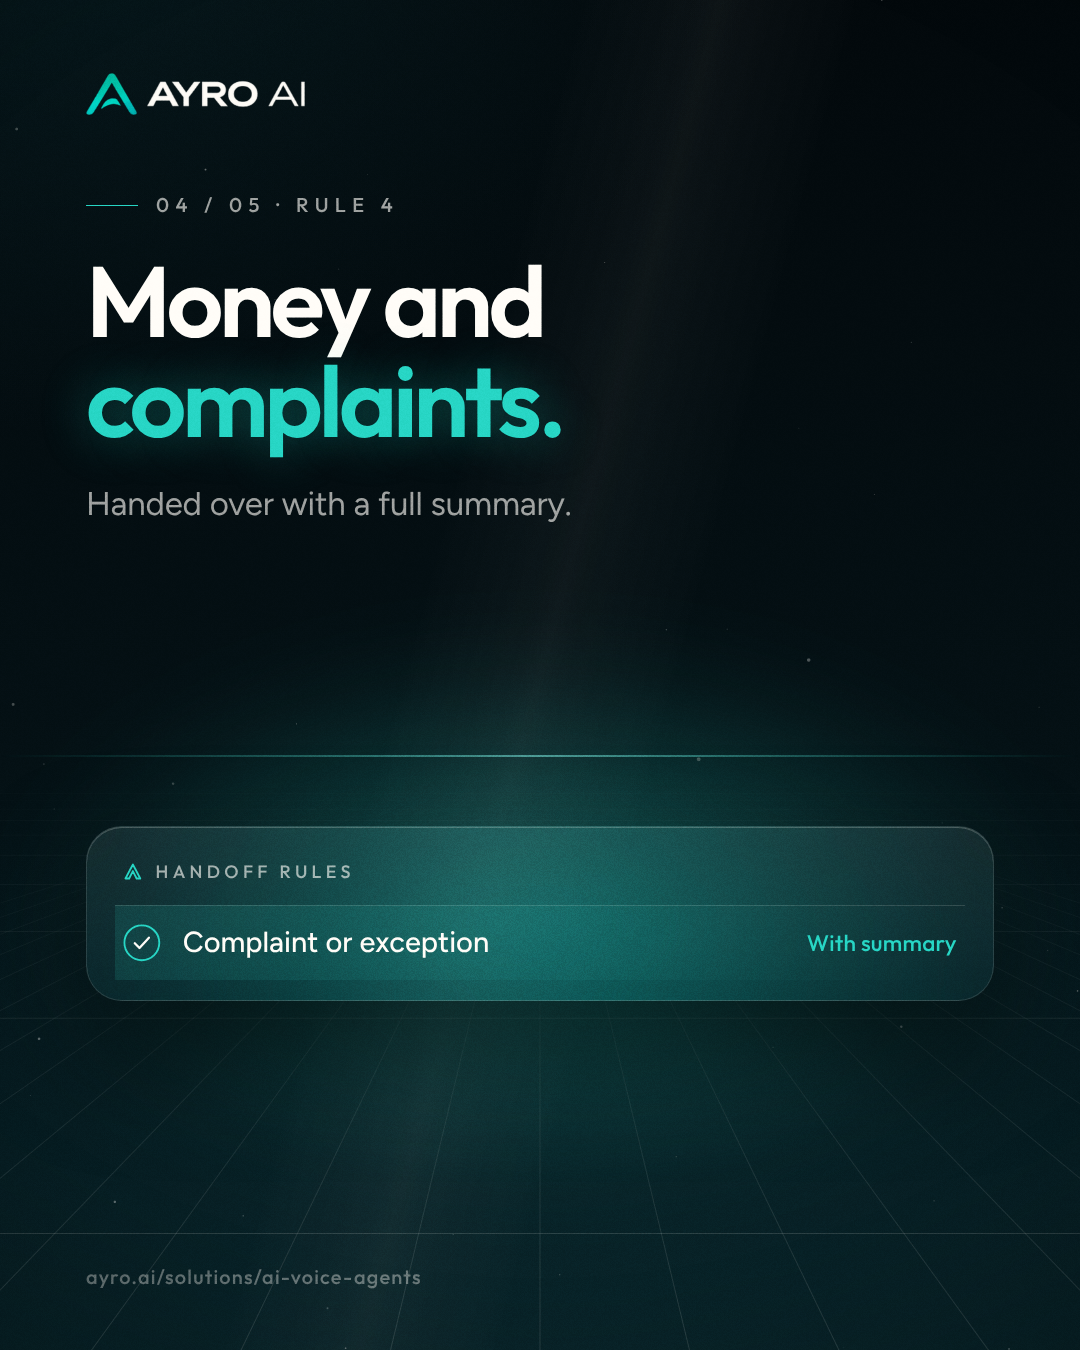 AYRO AI
04 / 05 · RULE 4
Money and
complaints.
Handed over with a full summary.
HANDOFF RULES
Complaint or exception
With summary
ayro.ai/solutions/ai-voice-agents